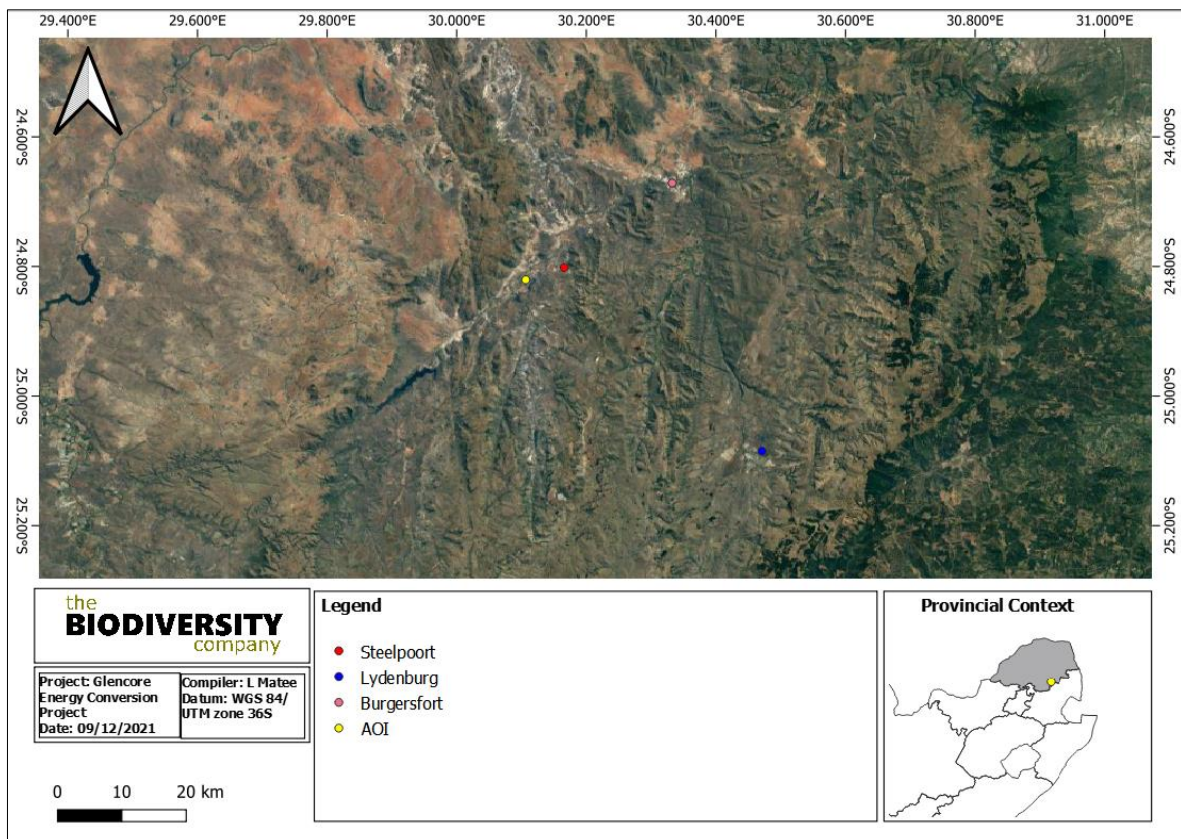 29.400°E 29.600°E 29.800°E 30.000°E 30.200°E 30.400°E 30.600°E 30.800°E 31.000°E
24.600°S
24.800°S
25.000°S
25.200°S
24.600°S
24.800°S
25.000°S
25.200°S
the
BIODIVERSITY
company
Project: Glencore
Energy Conversion
Project
Date: 09/12/2021
Compiler: L Matee
Datum: WGS 84/
UTM zone 36S
0 10 20 km
Legend
Steelpoort
Lydenburg
Burgersfort
AOI
Provincial Context